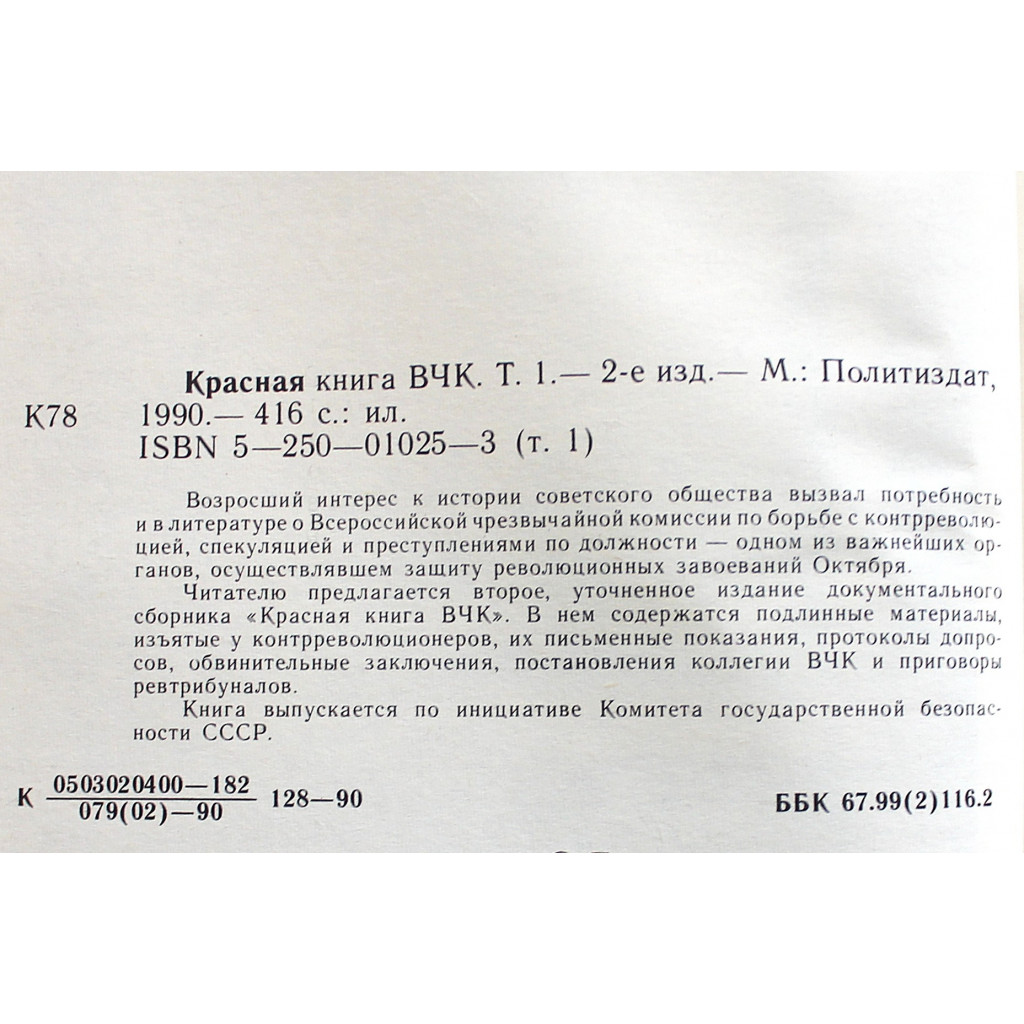 Красная книга ВЧК. Т. 1.— 2-е изд.— М.: Политиздат,
К78 1990.— 416 с.: ил.
ISBN 5—250—01025—3 (т. 1)
Возросший интерес к истории советского общества вызвал потребность
и в литературе о Всероссийской чрезвычайной комиссии по борьбе с контрреволю-
цией, спекуляцией и преступлениями по должности — одном из важнейших ор-
ганов, осуществлявшем защиту революционных завоеваний Октября.
Читателю предлагается второе, уточненное издание документального
сборника «Красная книга ВЧК». В нем содержатся подлинные материалы,
изъятые у контрреволюционеров, их письменные показания, протоколы допро-
сов, обвинительные заключения, постановления коллегии ВЧК и приговоры
ревтрибуналов.
Книга выпускается по инициативе Комитета государственной безопас-
ности СССР.
0503020400—182
К 128—90
079(02)—90
ББК 67.99(2)116.2